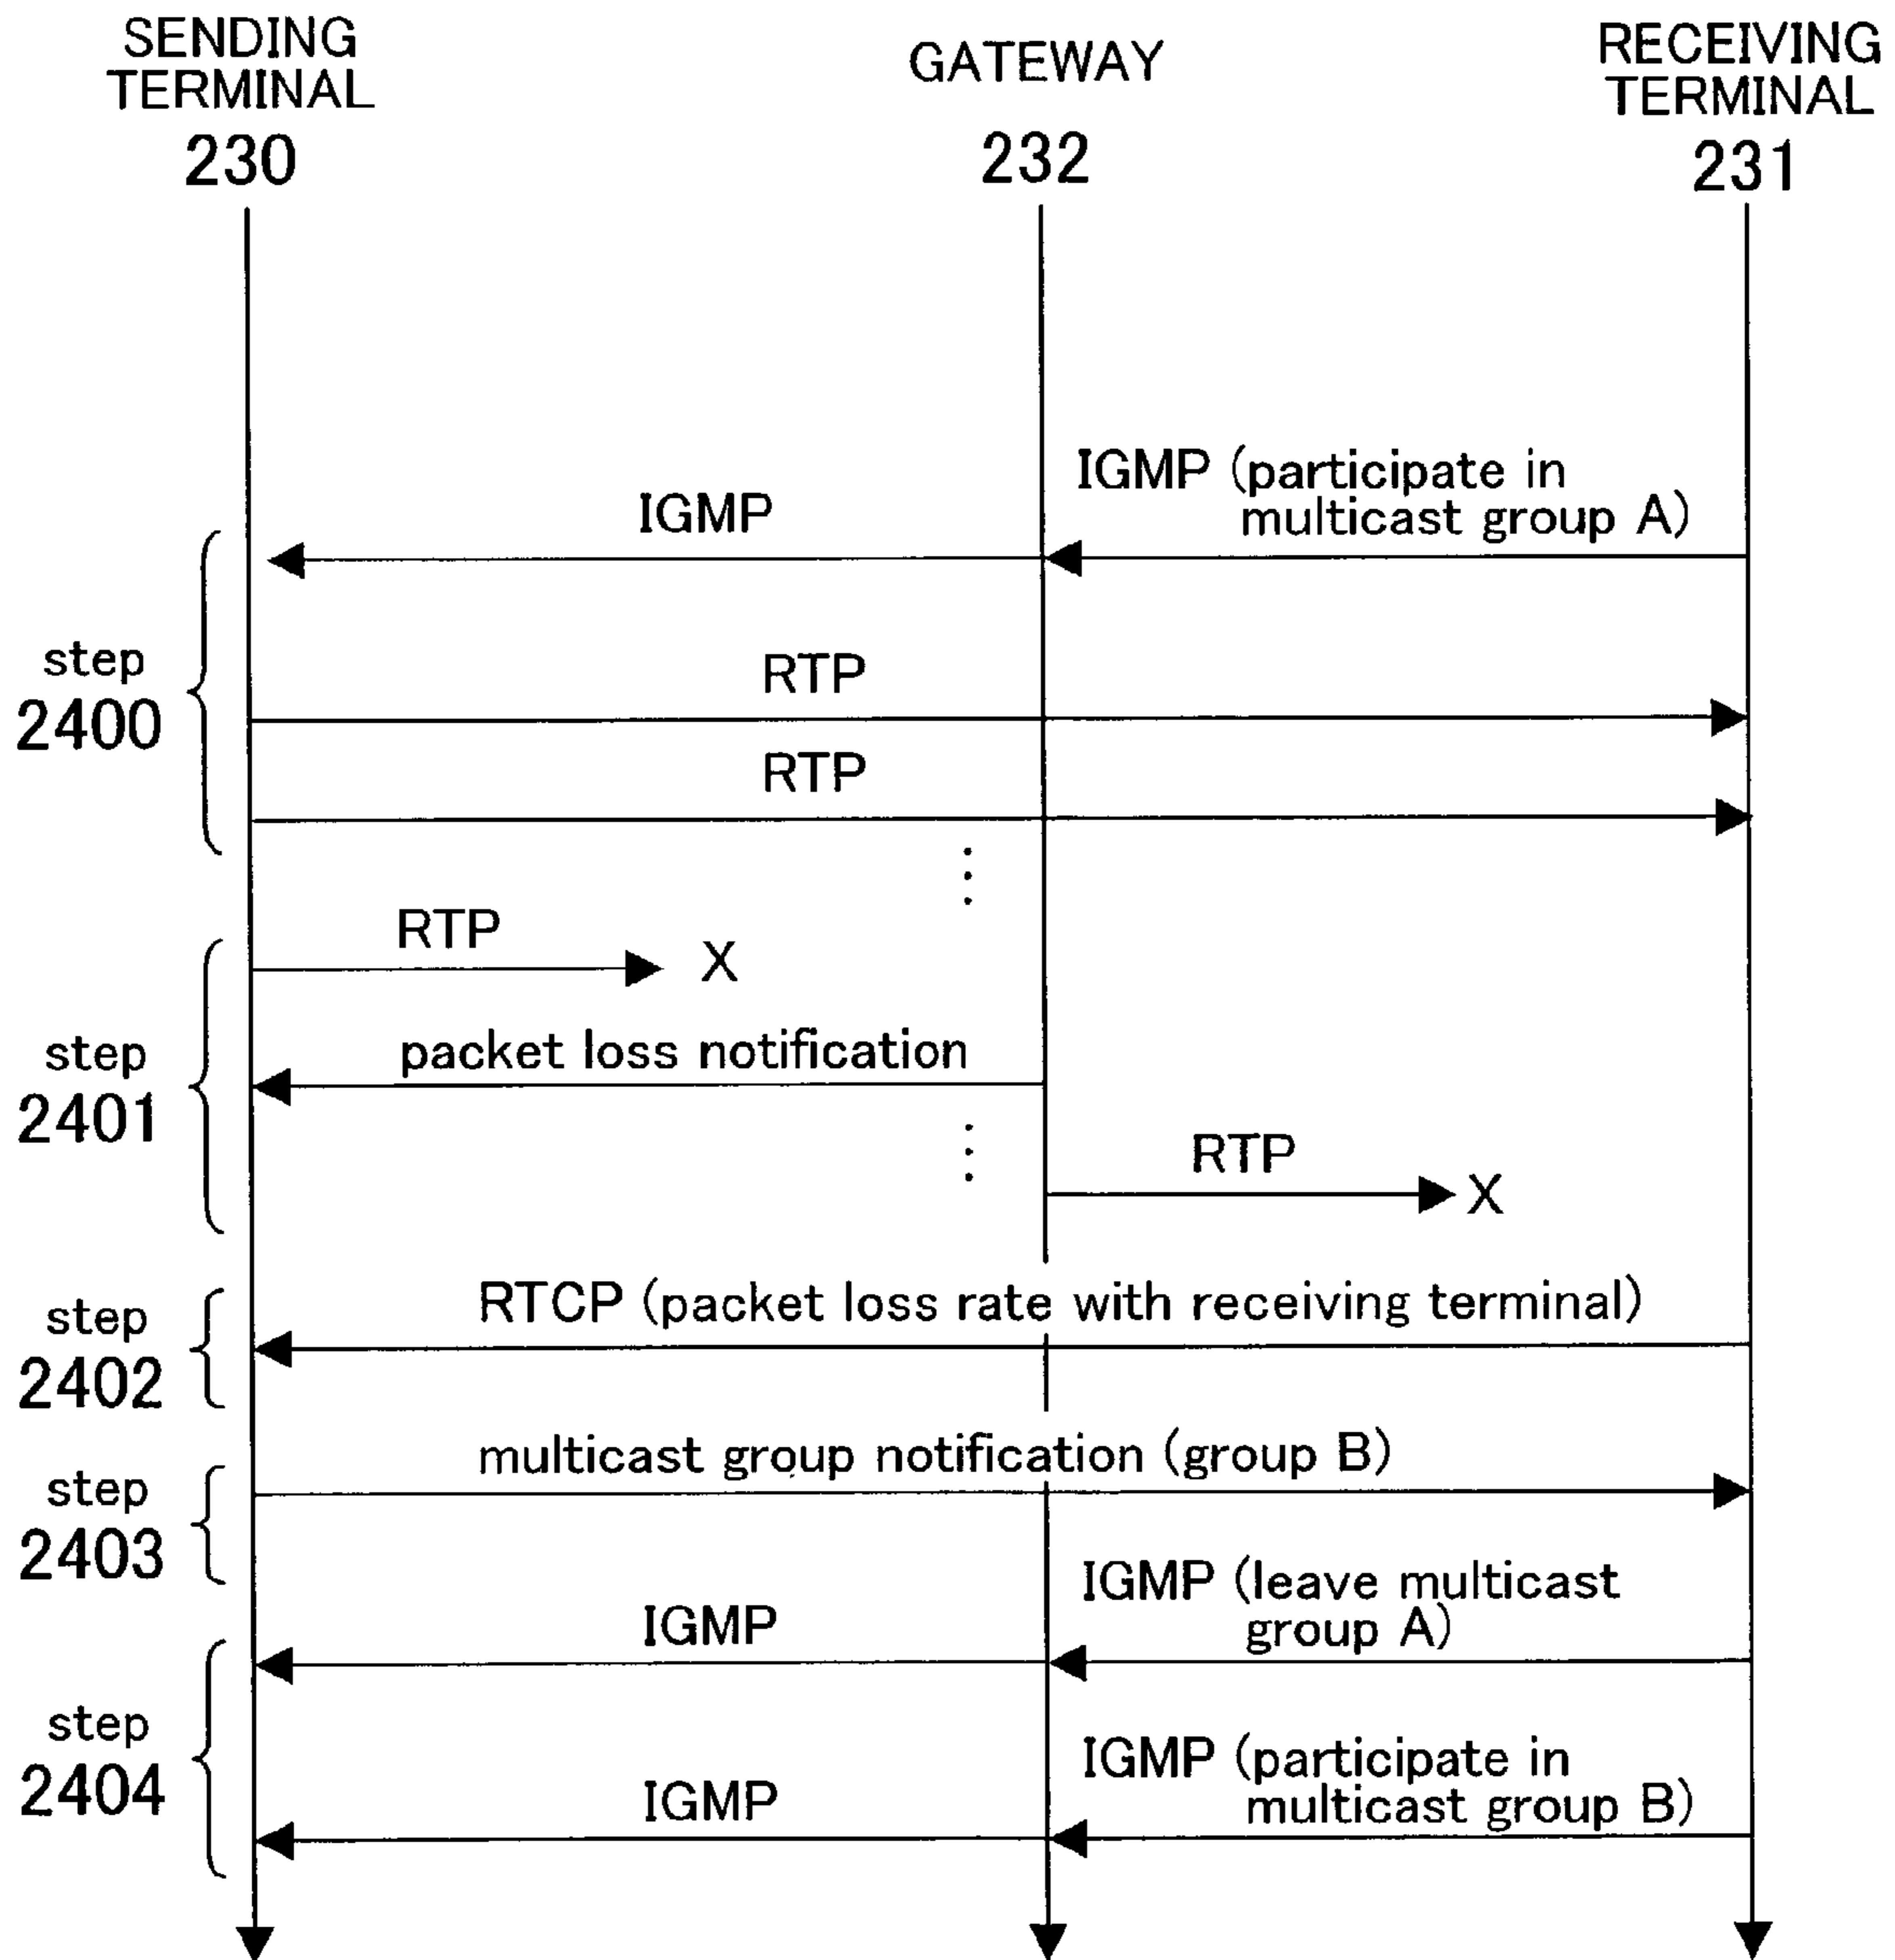 SENDING
TERMINAL
230
GATEWAY
232
RECEIVING
TERMINAL
231
IGMP
IGMP (participate in
multicast group A)
step
2400
RTP
RTP
RTP
X
step
2401
packet loss notification
RTP
X
step
2402
RTCP (packet loss rate with receiving terminal)
step
2403
multicast group notification (group B)
IGMP
IGMP (leave multicast
group A)
step
2404
IGMP
IGMP (participate in
multicast group B)